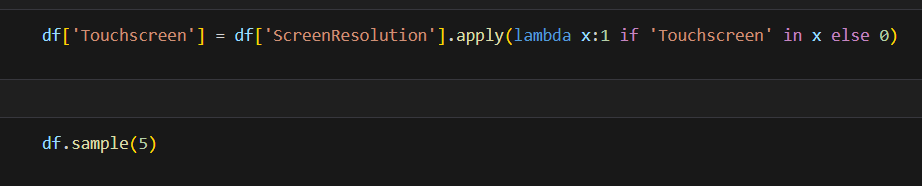 df['Touchscreen'] = df['ScreenResolution'].apply(lambda x:1 if 'Touchscreen' in x else 0)
df.sample(5)